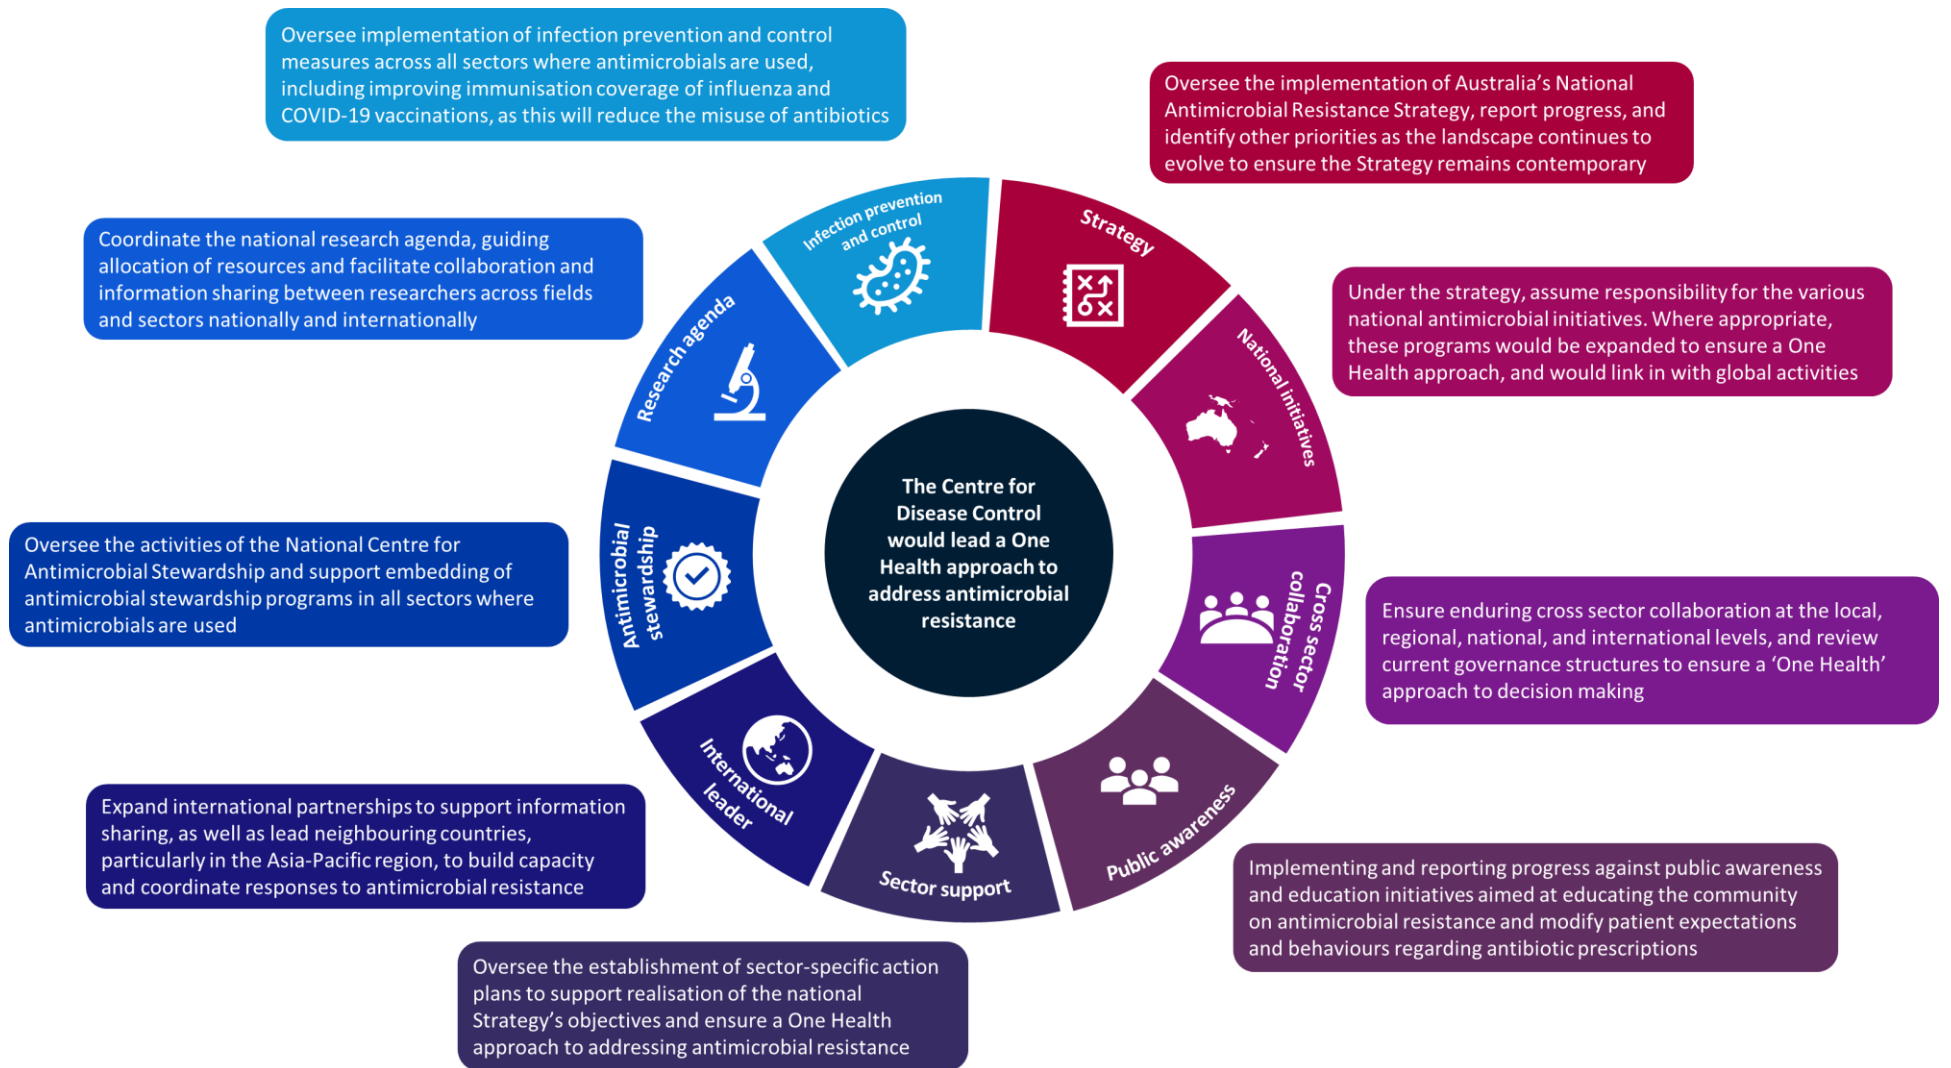 Oversee implementation of infection prevention and control
measures across all sectors where antimicrobials are used,
including improving immunisation coverage of influenza and
COVID-19 vaccinations, as this will reduce the misuse of antibiotics
Oversee the implementation of Australia's National
Antimicrobial Resistance Strategy, report progress, and
identify other priorities as the landscape continues to
evolve to ensure the Strategy remains contemporary
Coordinate the national research agenda, guiding
allocation of resources and facilitate collaboration and
information sharing between researchers across fields
and sectors nationally and internationally
Under the strategy, assume responsibility for the various
national antimicrobial initiatives. Where appropriate,
these programs would be expanded to ensure a One
Health approach, and would link in with global activities
Infection prevention
and control
Strategy
National initiatives
Cross sector
collaboration
Public awareness
Sector support
International
leader
Antimicrobial
stewardship
Research agenda
The Centre for
Disease Control
would lead a One
Health approach to
address antimicrobial
resistance
Oversee the activities of the National Centre for
Antimicrobial Stewardship and support embedding of
antimicrobial stewardship programs in all sectors where
antimicrobials are used
Ensure enduring cross sector collaboration at the local,
regional, national, and international levels, and review
current governance structures to ensure a ‘One Health’
approach to decision making
Expand international partnerships to support information
sharing, as well as lead neighbouring countries,
particularly in the Asia-Pacific region, to build capacity
and coordinate responses to antimicrobial resistance
Implementing and reporting progress against public awareness
and education initiatives aimed at educating the community
on antimicrobial resistance and modify patient expectations
and behaviours regarding antibiotic prescriptions
Oversee the establishment of sector-specific action
plans to support realisation of the national
Strategy's objectives and ensure a One Health
approach to addressing antimicrobial resistance